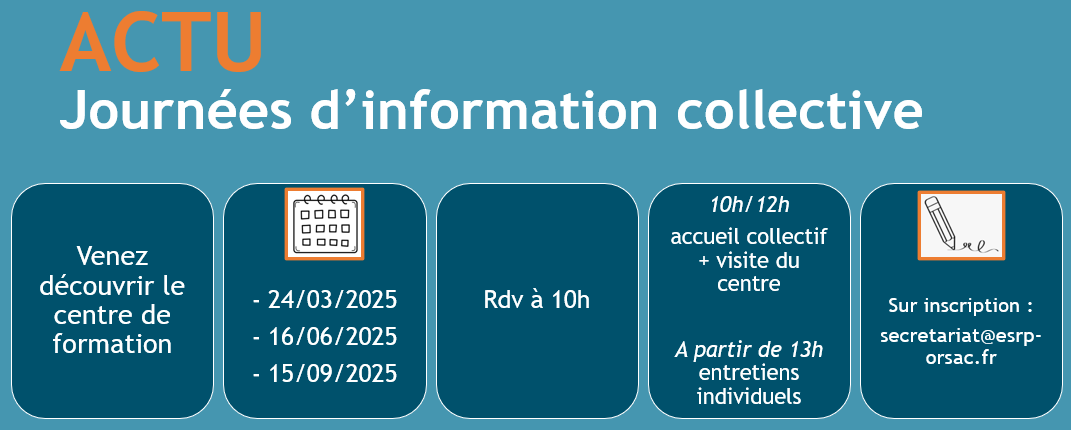 ACTU
Journées d’information collective
Venez
découvrir le
centre de
formation
- 24/03/2025
- 16/06/2025
- 15/09/2025
Rdv à 10h
10h/12h
accueil collectif
+ visite du
centre
A partir de 13h
entretiens
individuels
Sur inscription :
secretariat@esrp-
orsac.fr